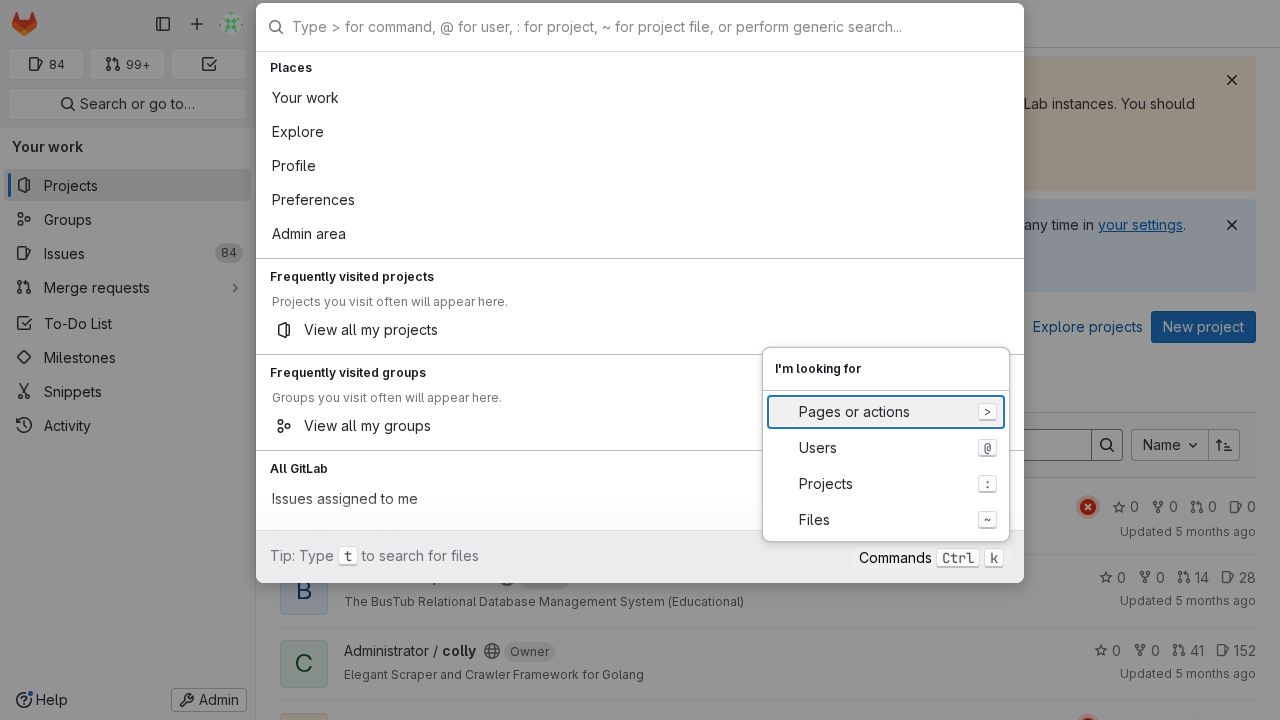 Type > for command, @ for user, : for project, ~ for project file, or perform generic search...
84
99+
Search or go to…
Your work
Projects
Groups
Issues
84
Merge requests
To-Do List
Milestones
Snippets
Activity
Help
Admin
Places
Your work
Explore
Profile
Preferences
Admin area
Frequently visited projects
Projects you visit often will appear here.
View all my projects
Frequently visited groups
Groups you visit often will appear here.
View all my groups
All GitLab
Issues assigned to me
Tip: Type t to search for files
Commands Ctrl k
I'm looking for
Pages or actions >
Users @
Projects :
Files ~
Lab instances. You should
any time in your settings.
Explore projects
New project
Name
0 0 0 0
Updated 5 months ago
B
0 0 14 28
The BusTub Relational Database Management System (Educational)
Updated 5 months ago
C
Administrator / colly
Owner
0 0 41 152
Elegant Scraper and Crawler Framework for Golang
Updated 5 months ago